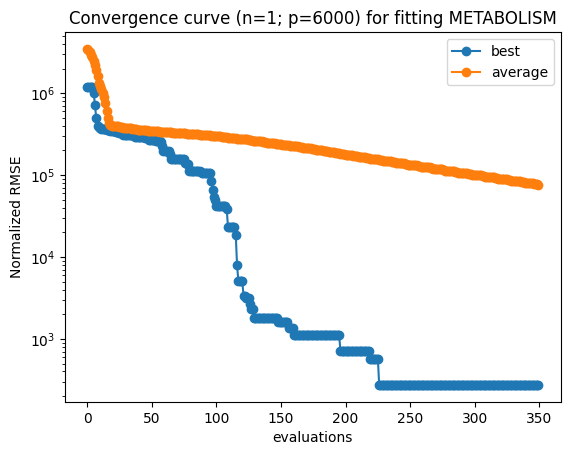 Convergence curve (n=1; p=6000) for fitting METABOLISM
best
average
Normalized RMSE
10^6
10^5
10^4
10^3
0 50 100 150 200 250 300 350
evaluations